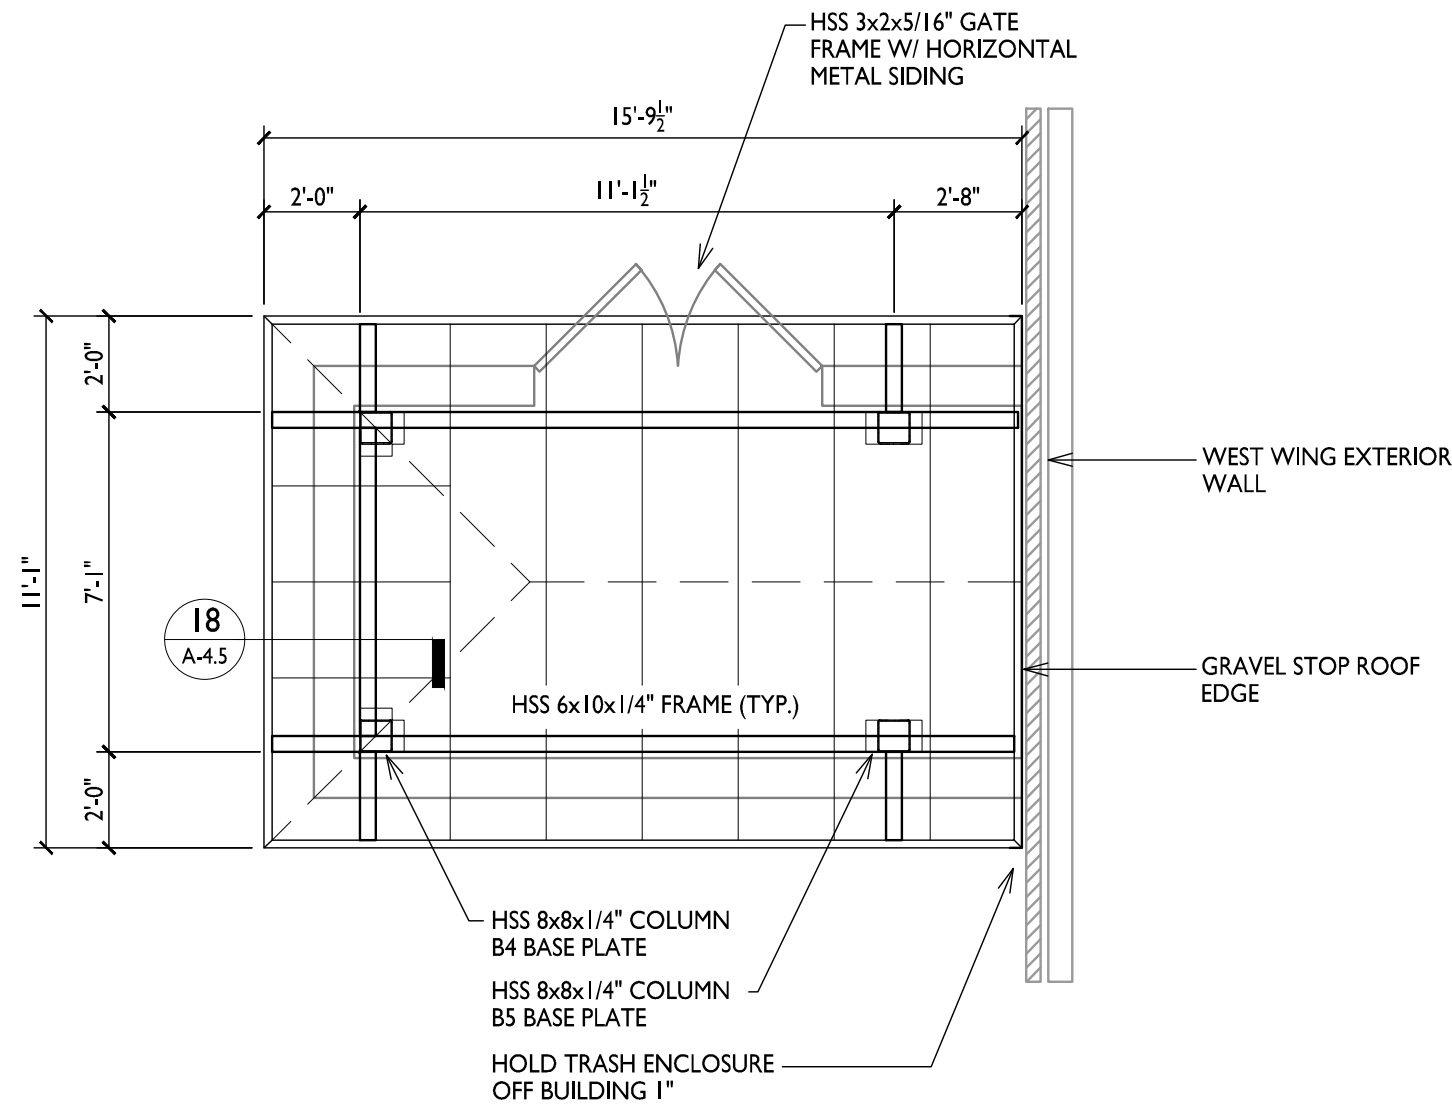 HSS 3x2x5/16" GATE
FRAME W/ HORIZONTAL
METAL SIDING
15'-9½"
2'-0"
11'-1½"
2'-8"
2'-0"
11'-1"
7'-1"
2'-0"
18
A-4.5
WEST WING EXTERIOR
WALL
GRAVEL STOP ROOF
EDGE
HSS 6x10x1/4" FRAME (TYP.)
HSS 8x8x1/4" COLUMN
B4 BASE PLATE
HSS 8x8x1/4" COLUMN
B5 BASE PLATE
HOLD TRASH ENCLOSURE
OFF BUILDING 1"